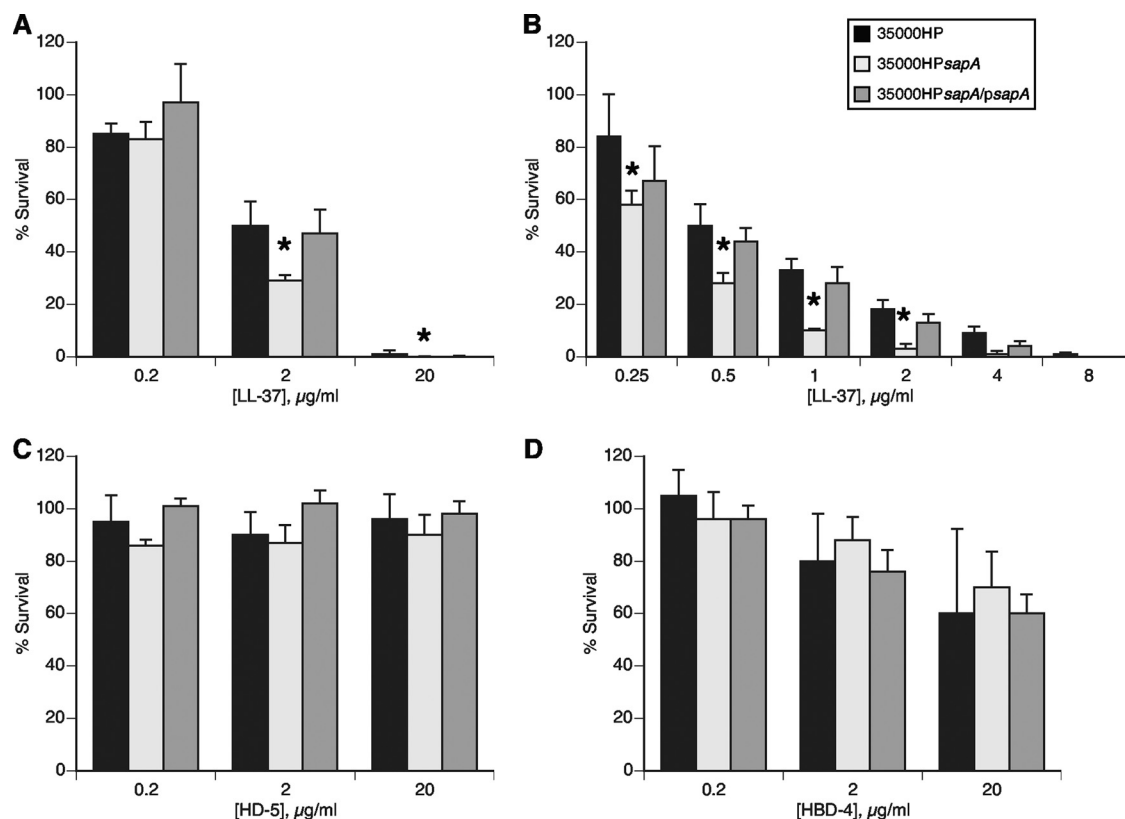 A
120
100
80
60
40
20
0
% Survival
*
*
0.2 2 20
[LL-37], µg/ml
B
120
100
80
60
40
20
0
% Survival
35000HP
35000HPsapA
35000HPsapA/psapA
*
*
*
*
0.25 0.5 1 2 4 8
[LL-37], µg/ml
C
120
100
80
60
40
20
0
% Survival
0.2 2 20
[HD-5], µg/ml
D
120
100
80
60
40
20
0
% Survival
0.2 2 20
[HBD-4], µg/ml